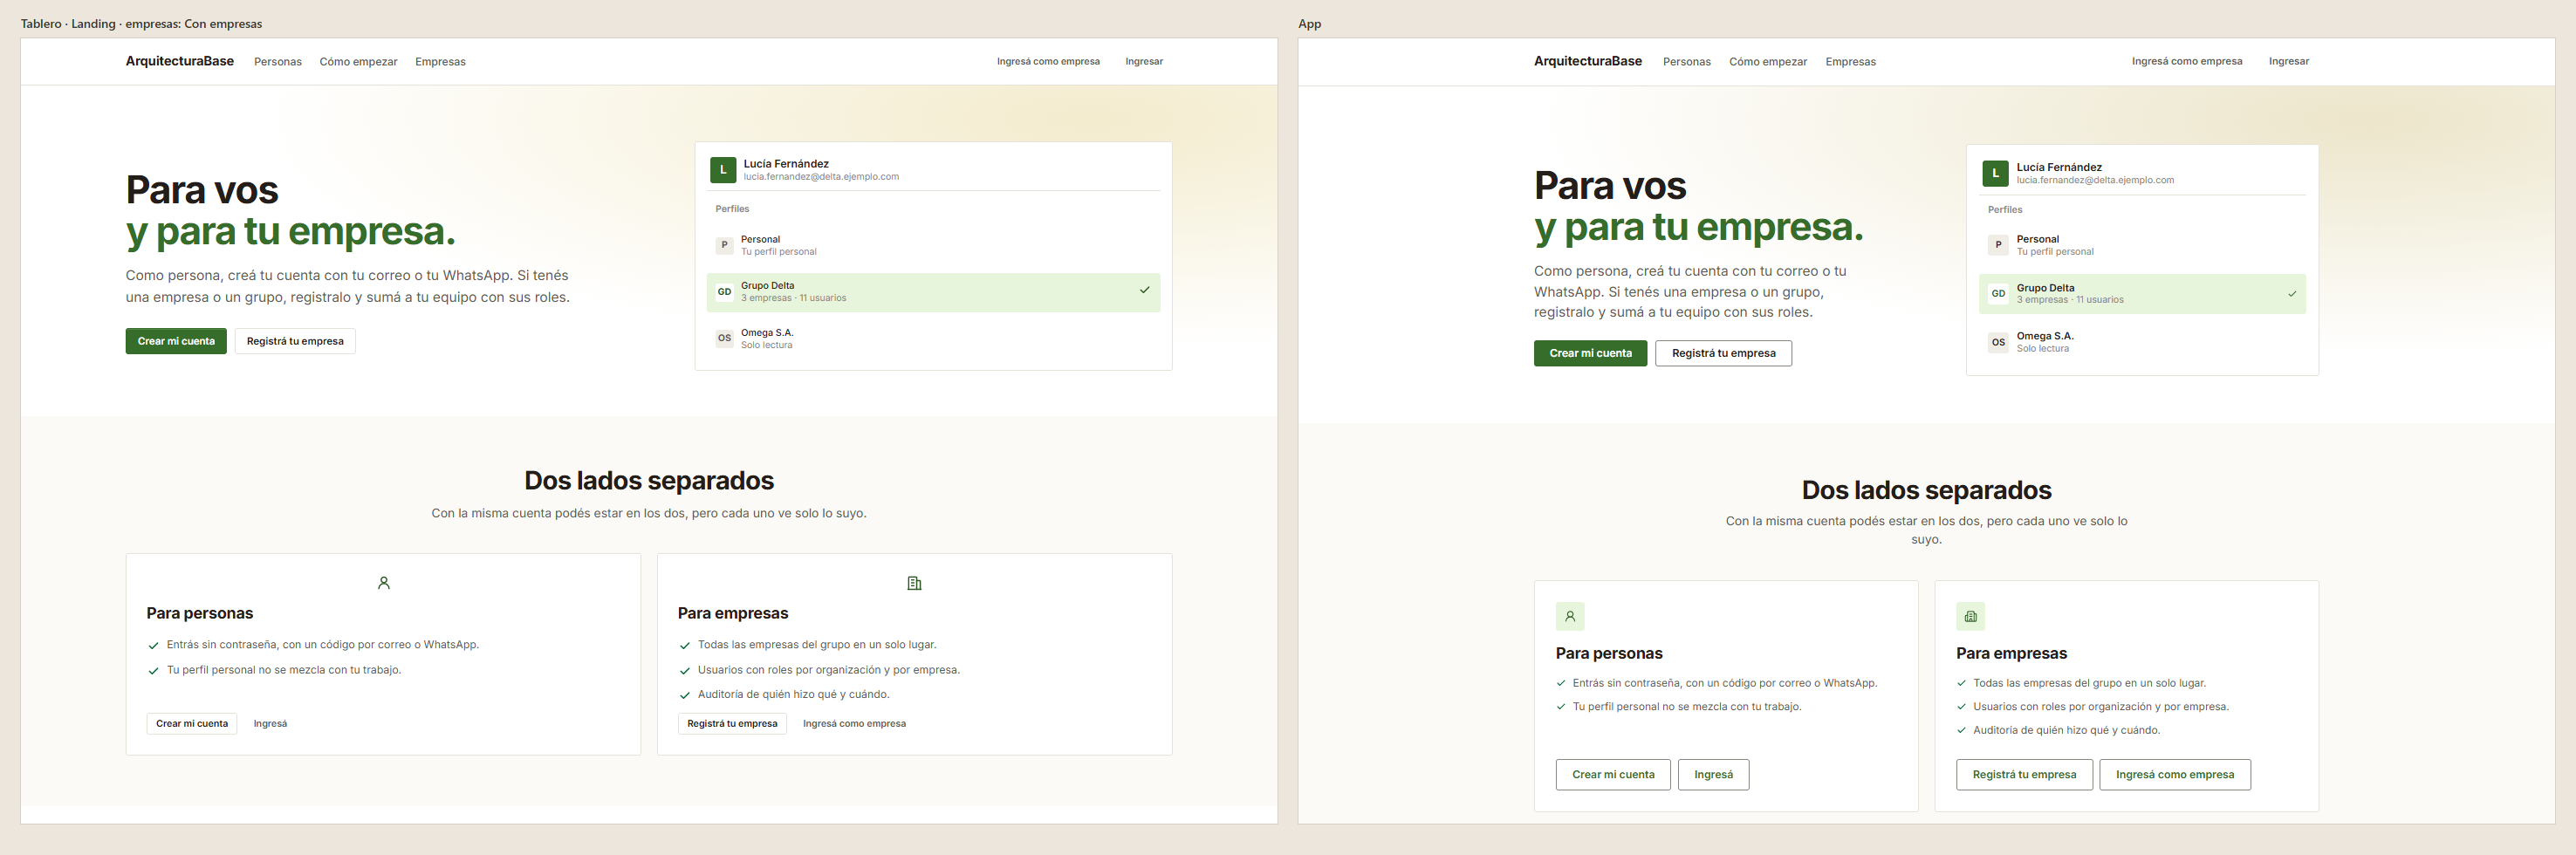 Tablero · Landing · empresas: Con empresas
ArquitecturaBase
Personas
Cómo empezar
Empresas
Ingresá como empresa
Ingresar
Para vos
y para tu empresa.
Como persona, creá tu cuenta con tu correo o tu WhatsApp. Si tenés
una empresa o un grupo, registralo y sumá a tu equipo con sus roles.
Crear mi cuenta
Registrá tu empresa
L
Lucía Fernández
lucia.fernandez@delta.ejemplo.com
Perfiles
P
Personal
Tu perfil personal
GD
Grupo Delta
3 empresas · 11 usuarios
OS
Omega S.A.
Solo lectura
Dos lados separados
Con la misma cuenta podés estar en los dos, pero cada uno ve solo lo suyo.
Para personas
Entrás sin contraseña, con un código por correo o WhatsApp.
Tu perfil personal no se mezcla con tu trabajo.
Crear mi cuenta
Ingresá
Para empresas
Todas las empresas del grupo en un solo lugar.
Usuarios con roles por organización y por empresa.
Auditoría de quién hizo qué y cuándo.
Registrá tu empresa
Ingresá como empresa
App
ArquitecturaBase
Personas
Cómo empezar
Empresas
Ingresá como empresa
Ingresar
Para vos
y para tu empresa.
Como persona, creá tu cuenta con tu correo o tu
WhatsApp. Si tenés una empresa o un grupo,
registralo y sumá a tu equipo con sus roles.
Crear mi cuenta
Registrá tu empresa
L
Lucía Fernández
lucia.fernandez@delta.ejemplo.com
Perfiles
P
Personal
Tu perfil personal
GD
Grupo Delta
3 empresas · 11 usuarios
OS
Omega S.A.
Solo lectura
Dos lados separados
Con la misma cuenta podés estar en los dos, pero cada uno ve solo lo
suyo.
Para personas
Entrás sin contraseña, con un código por correo o WhatsApp.
Tu perfil personal no se mezcla con tu trabajo.
Crear mi cuenta
Ingresá
Para empresas
Todas las empresas del grupo en un solo lugar.
Usuarios con roles por organización y por empresa.
Auditoría de quién hizo qué y cuándo.
Registrá tu empresa
Ingresá como empresa